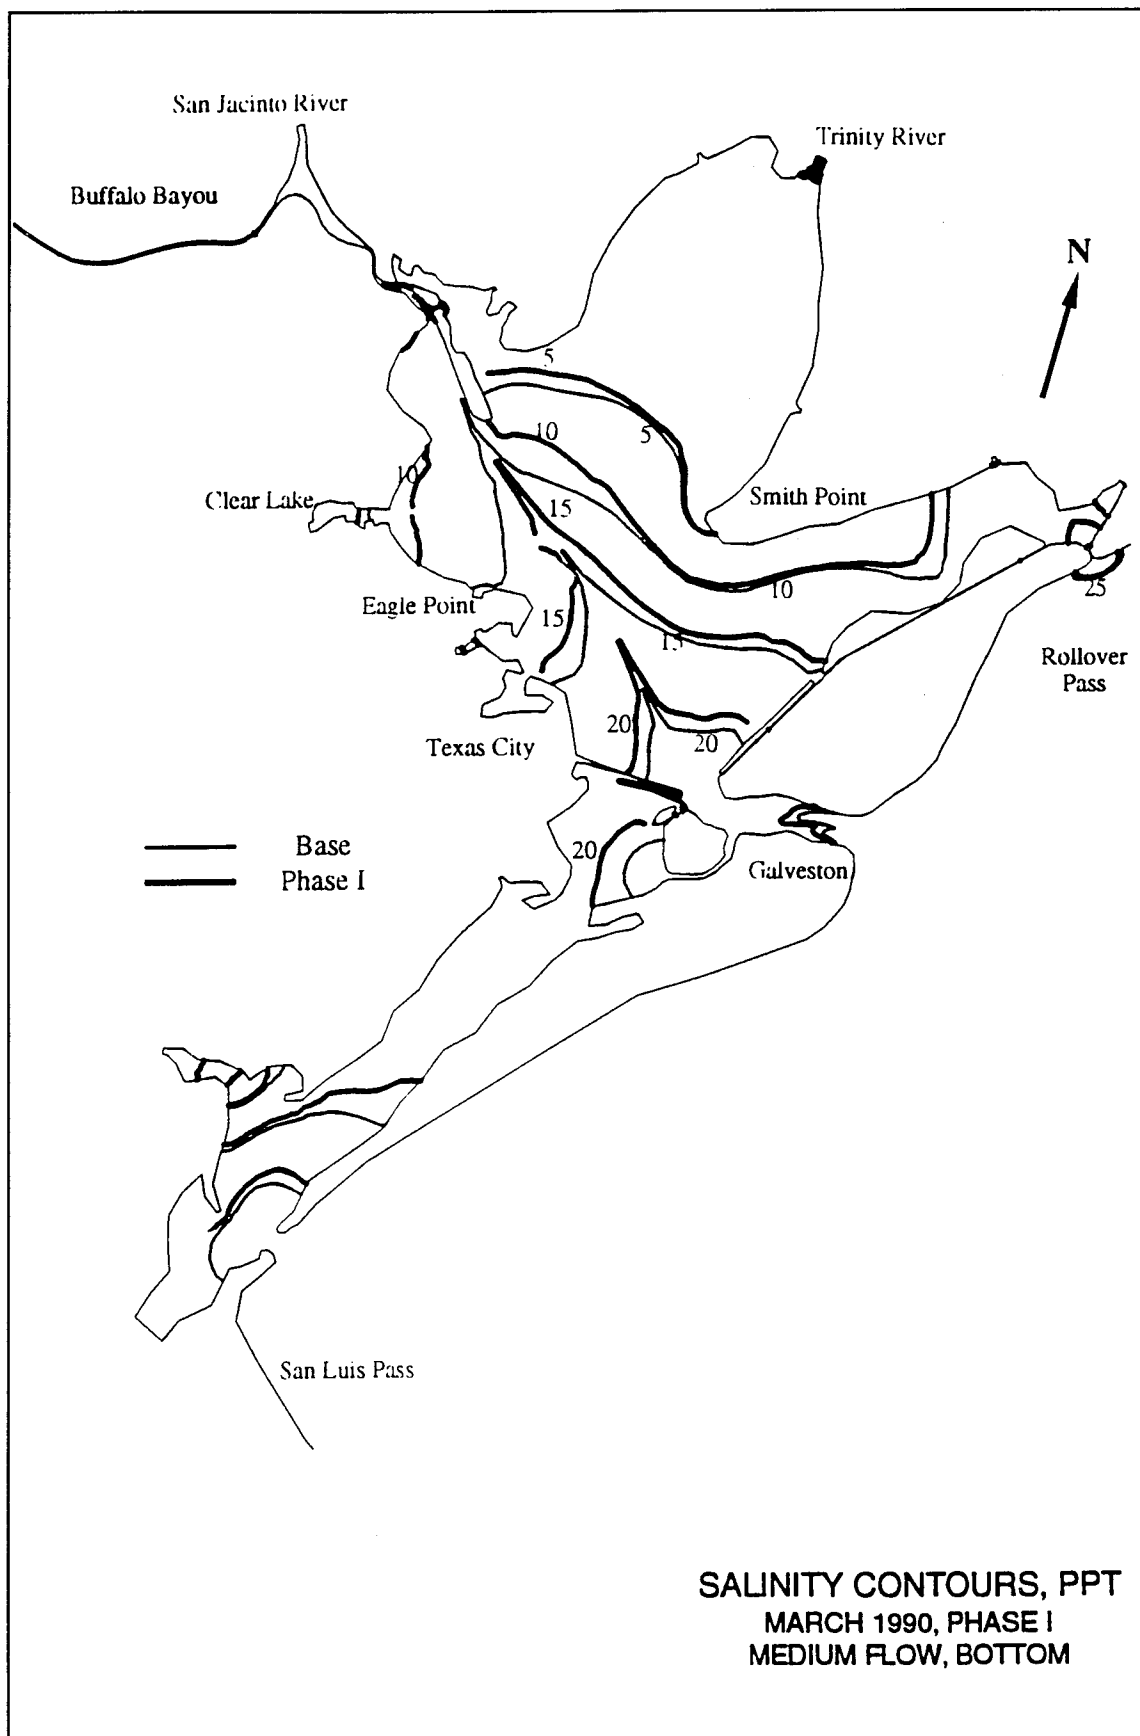 San Jacinto River
Trinity River
Buffalo Bayou
N
5
10
5
10
Clear Lake
Smith Point
15
10
25
Eagle Point
15
15
Rollover
Pass
20
20
Texas City
Base
20
Galveston
Phase I
San Luis Pass
SALINITY CONTOURS, PPT
MARCH 1990, PHASE I
MEDIUM FLOW, BOTTOM